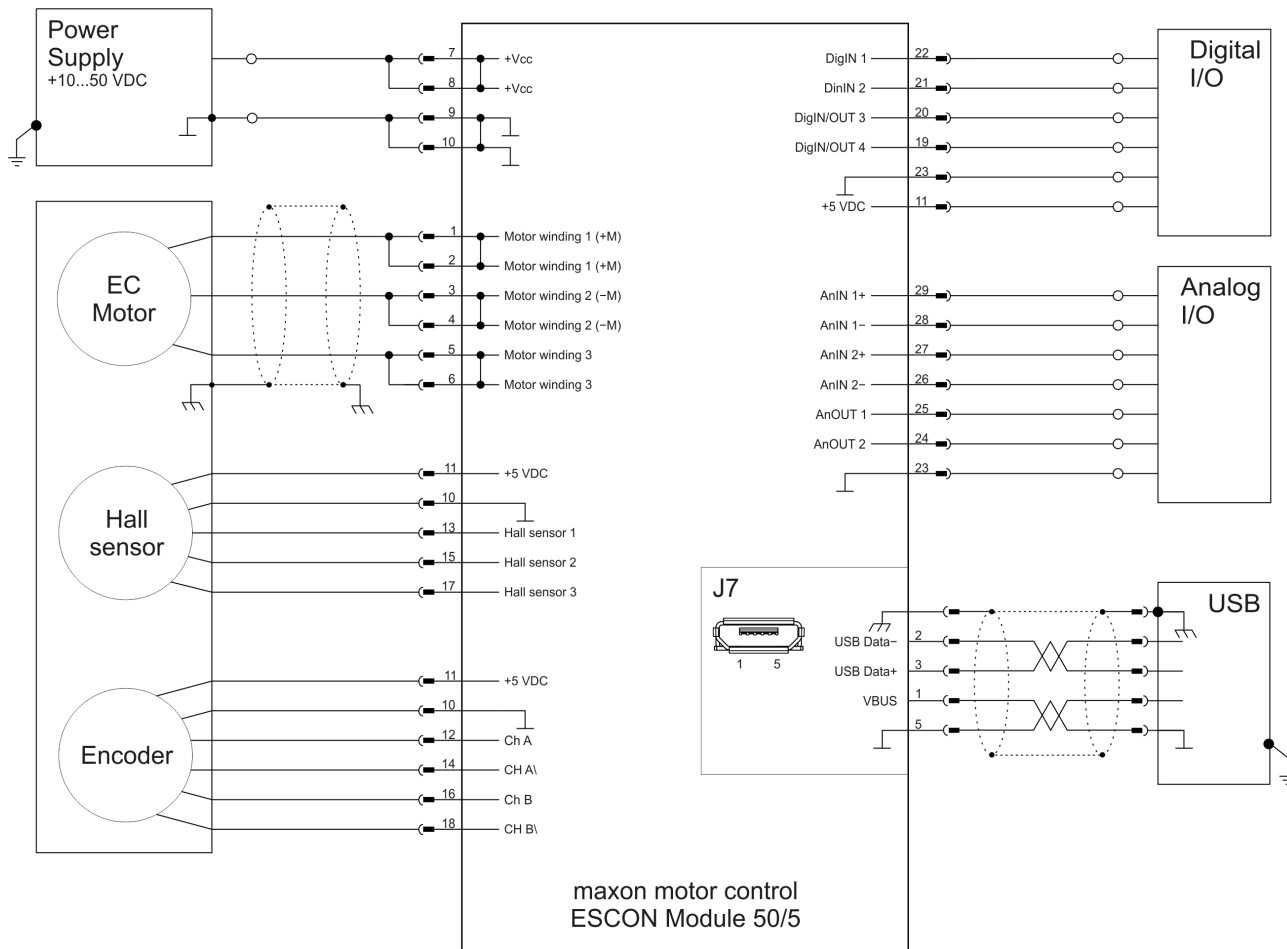 Power
Supply
+10...50 VDC
7
+Vcc
8
+Vcc
9
10
EC
Motor
1
Motor winding 1 (+M)
2
Motor winding 1 (+M)
3
Motor winding 2 (−M)
4
Motor winding 2 (−M)
5
Motor winding 3
6
Motor winding 3
Hall
sensor
11
+5 VDC
10
13
Hall sensor 1
15
Hall sensor 2
17
Hall sensor 3
Encoder
11
+5 VDC
10
12
Ch A
14
CH A\
16
Ch B
18
CH B\
DigIN 1
22
DinIN 2
21
DigIN/OUT 3
20
DigIN/OUT 4
19
23
+5 VDC
11
Digital
I/O
AnIN 1+
29
AnIN 1−
28
AnIN 2+
27
AnIN 2−
26
AnOUT 1
25
AnOUT 2
24
23
Analog
I/O
J7
1 5
USB Data−
2
USB Data+
3
VBUS
1
5
USB
maxon motor control
ESCON Module 50/5